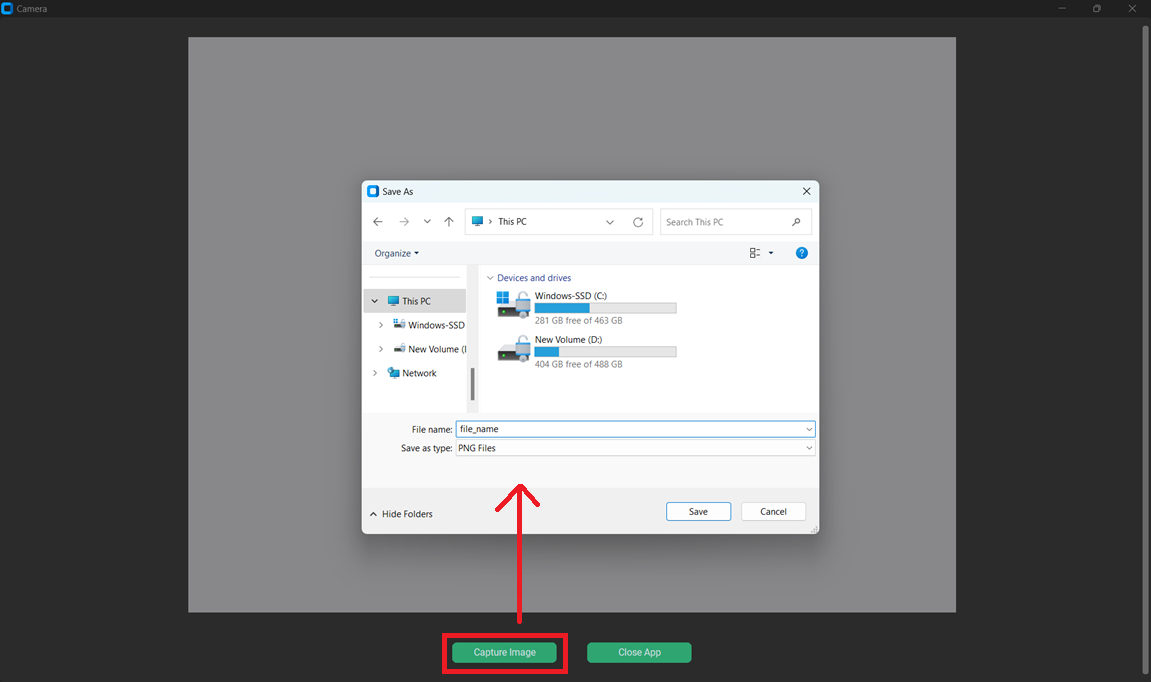 Camera
Save As
This PC
Search This PC
Organize
This PC
Windows-SSD
New Volume (
Network
Devices and drives
Windows-SSD (C:)
281 GB free of 463 GB
New Volume (D:)
404 GB free of 488 GB
File name: file_name
Save as type: PNG Files
Hide Folders
Save
Cancel
Capture Image
Close App